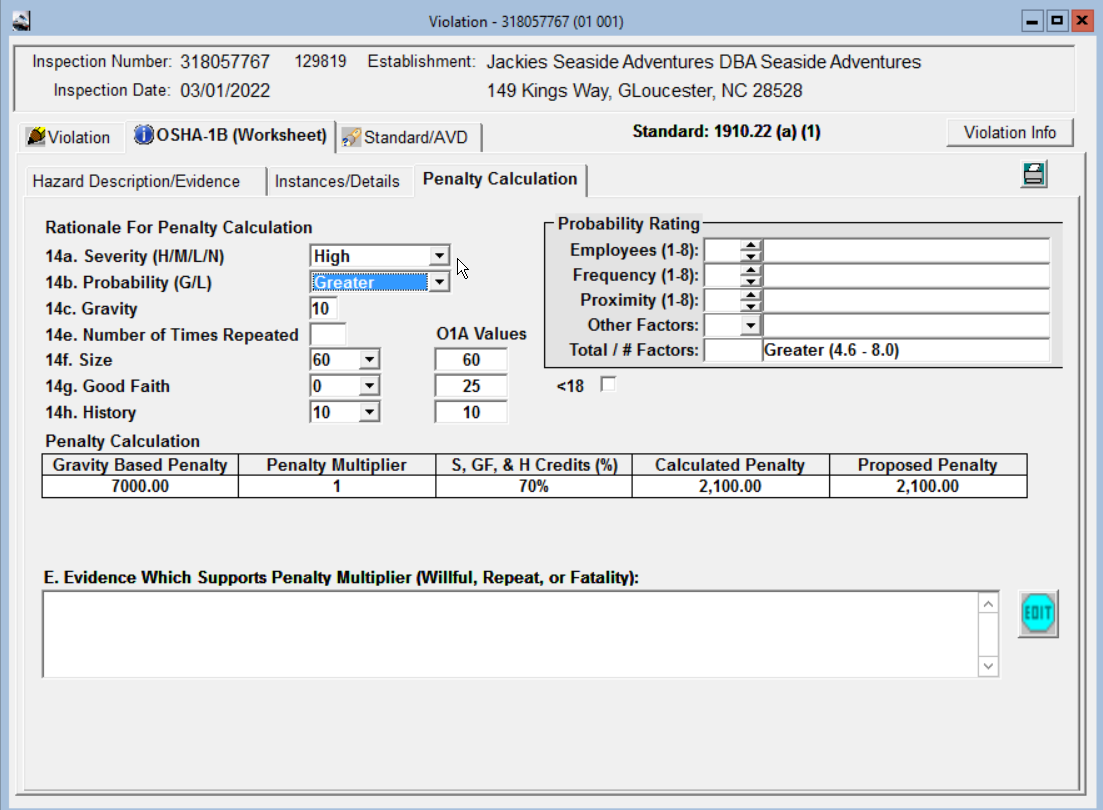 Violation - 318057767 (01 001)
Inspection Number: 318057767 129819 Establishment: Jackies Seaside Adventures DBA Seaside Adventures
Inspection Date: 03/01/2022 149 Kings Way, GLoucester, NC 28528
Violation OSHA-1B (Worksheet) Standard/AVD Standard: 1910.22 (a) (1) Violation Info
Hazard Description/Evidence Instances/Details Penalty Calculation
Rationale For Penalty Calculation
14a. Severity (H/M/L/N) High
14b. Probability (G/L) Greater
14c. Gravity 10
14e. Number of Times Repeated O1A Values
14f. Size 60 60
14g. Good Faith 0 25
14h. History 10 10
Probability Rating
Employees (1-8):
Frequency (1-8):
Proximity (1-8):
Other Factors:
Total / # Factors: Greater (4.6 - 8.0)
<18
Penalty Calculation
Gravity Based Penalty Penalty Multiplier S, GF, & H Credits (%) Calculated Penalty Proposed Penalty
7000.00 1 70% 2,100.00 2,100.00
E. Evidence Which Supports Penalty Multiplier (Willful, Repeat, or Fatality):
EDIT